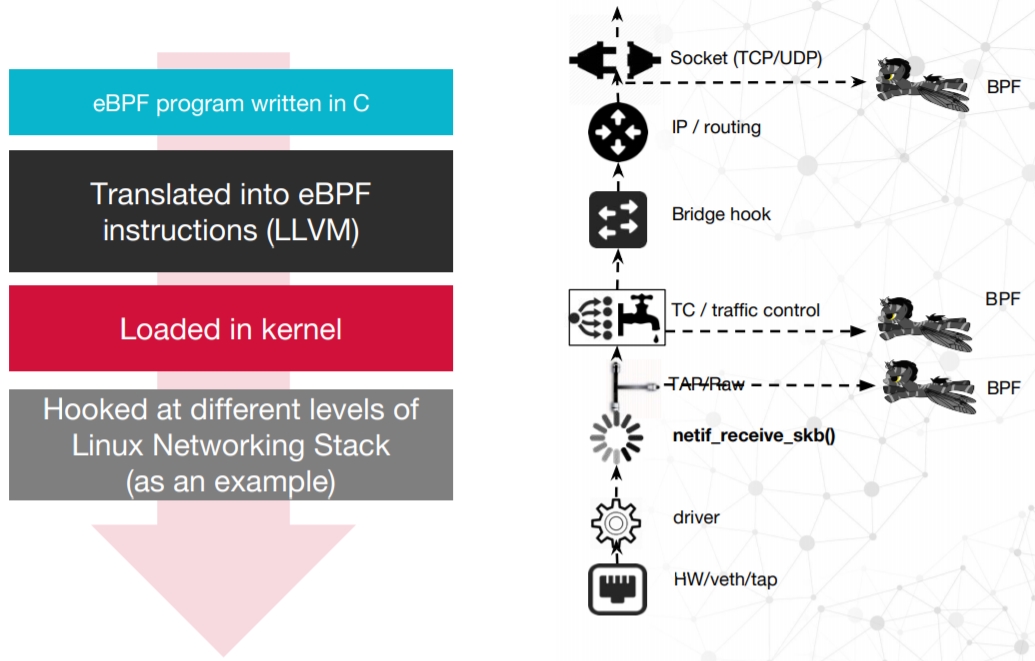 eBPF program written in C
Translated into eBPF
instructions (LLVM)
Loaded in kernel
Hooked at different levels of
Linux Networking Stack
(as an example)
Socket (TCP/UDP)
BPF
IP / routing
Bridge hook
TC / traffic control
BPF
TAP/Raw
BPF
netif_receive_skb()
driver
HW/veth/tap